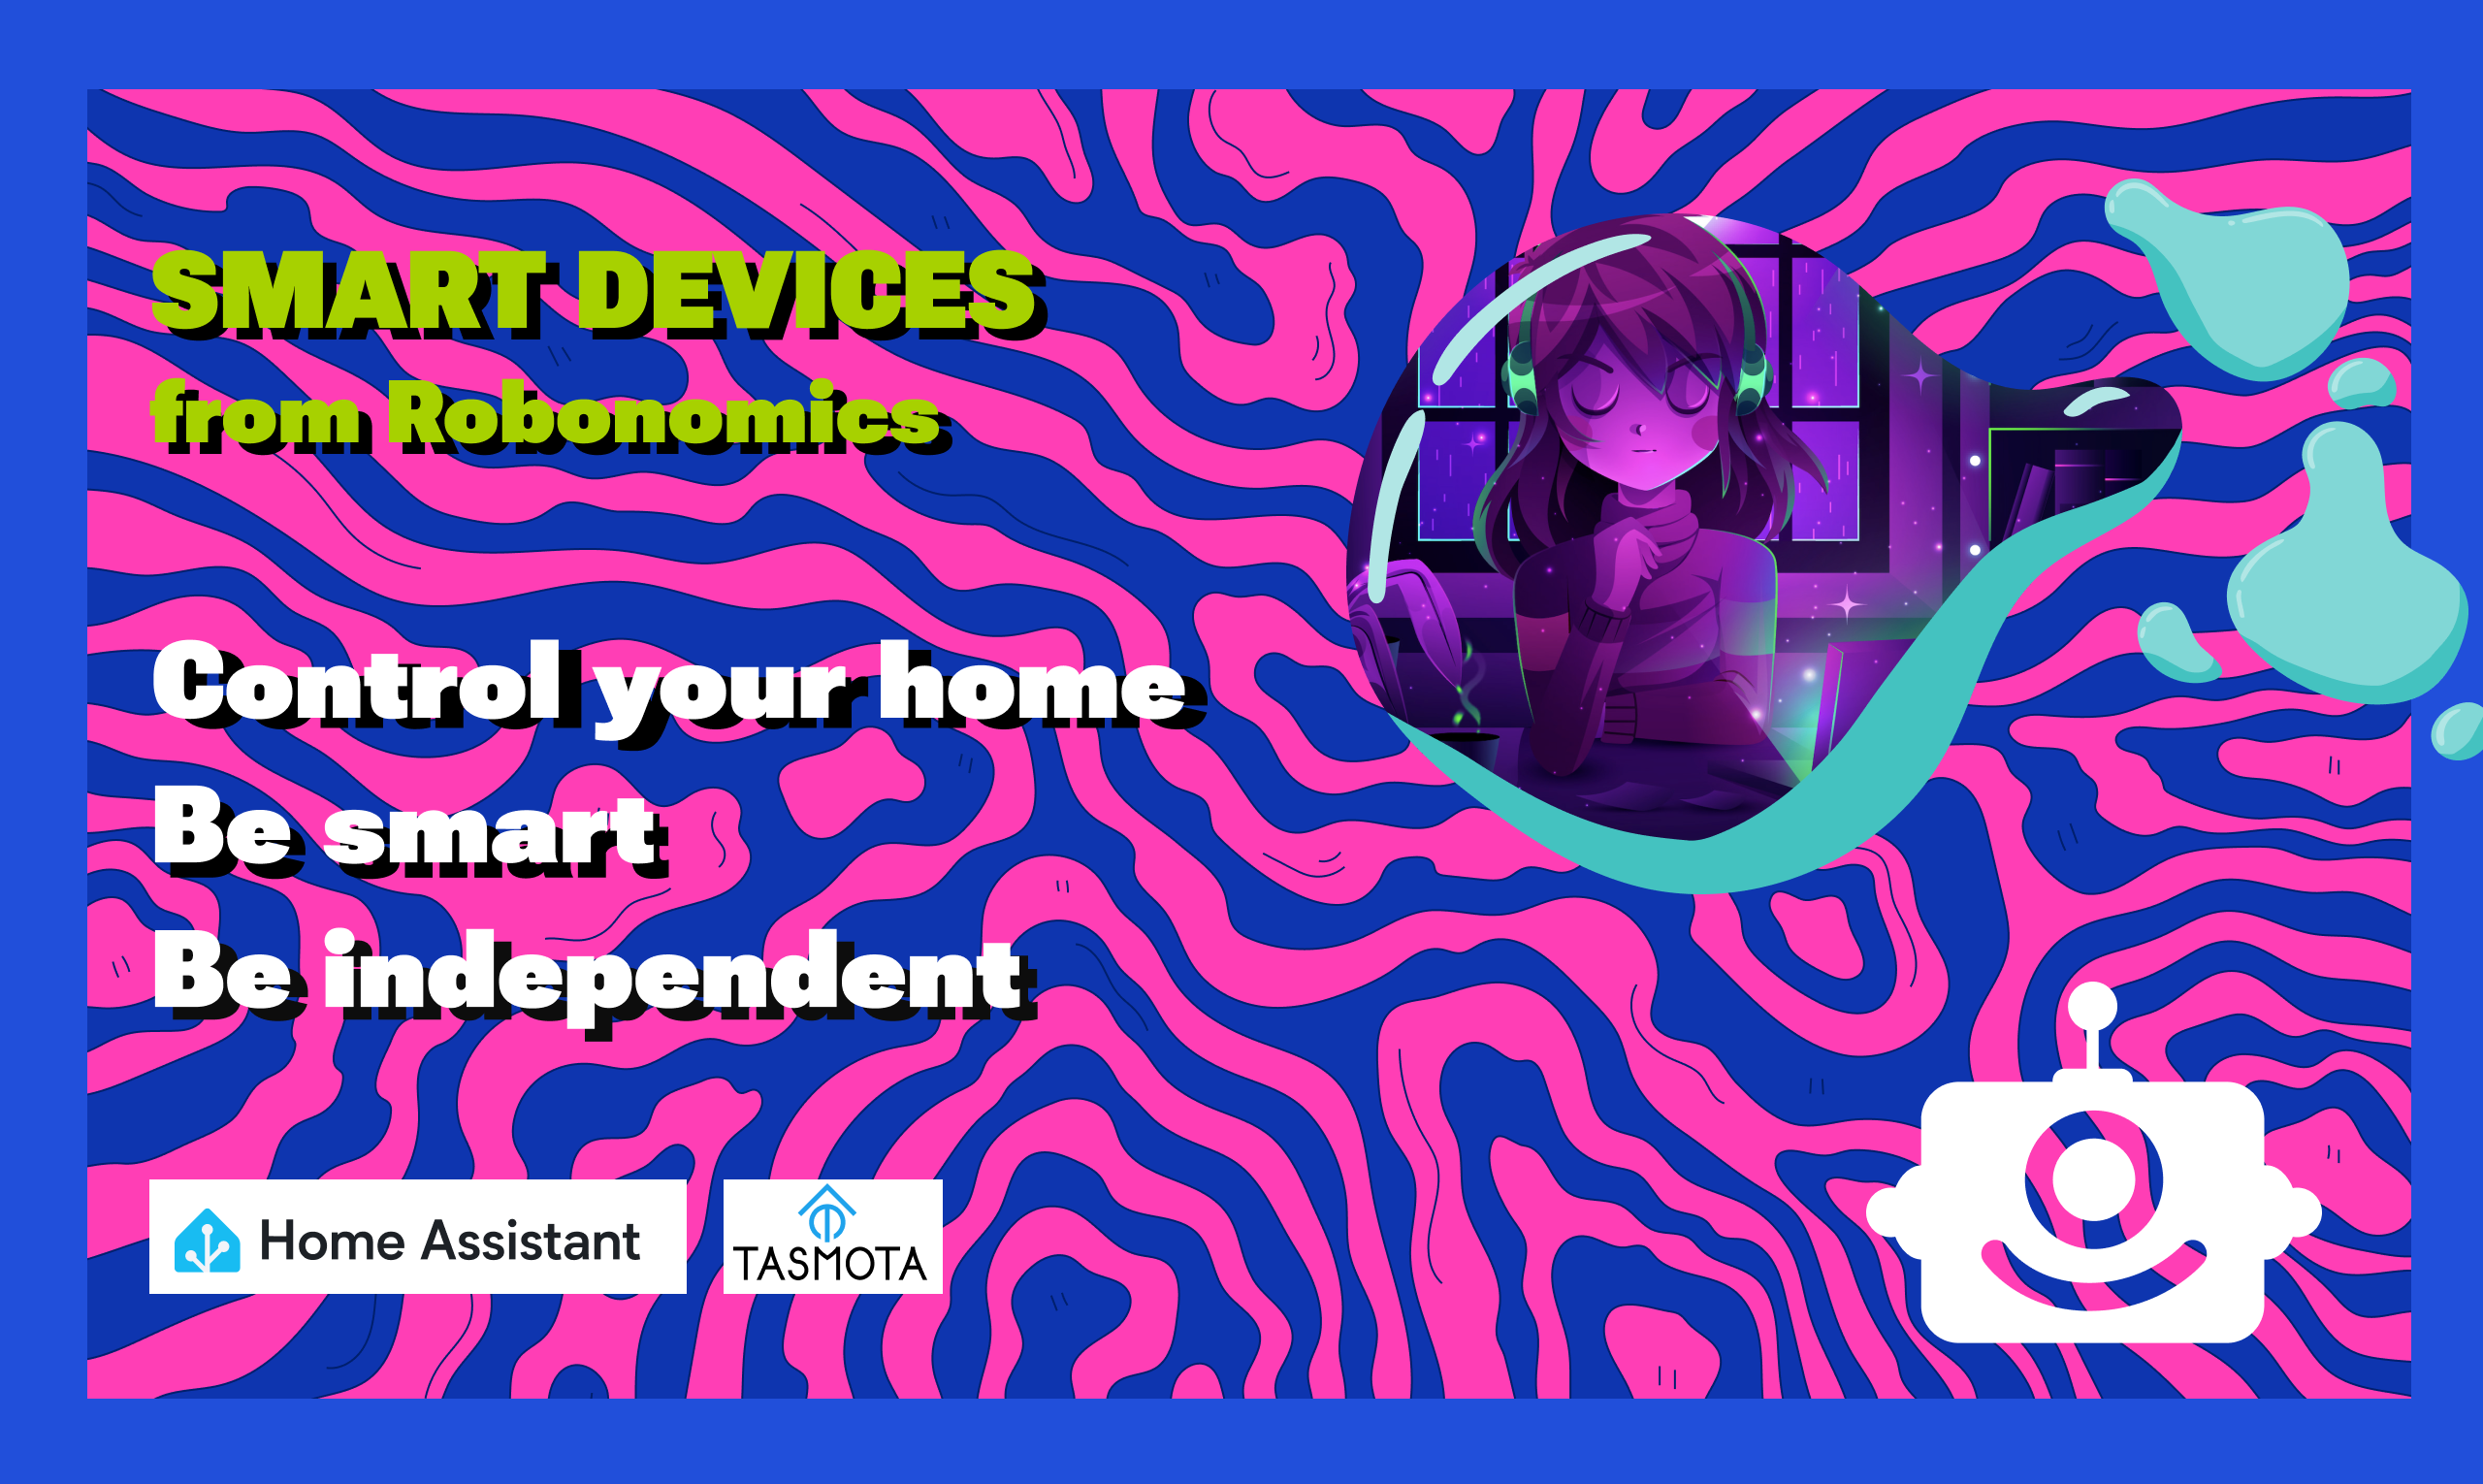 SMART DEVICES
from Robonomics
Control your home
Be smart
Be independent
Home Assistant
TASMOTA